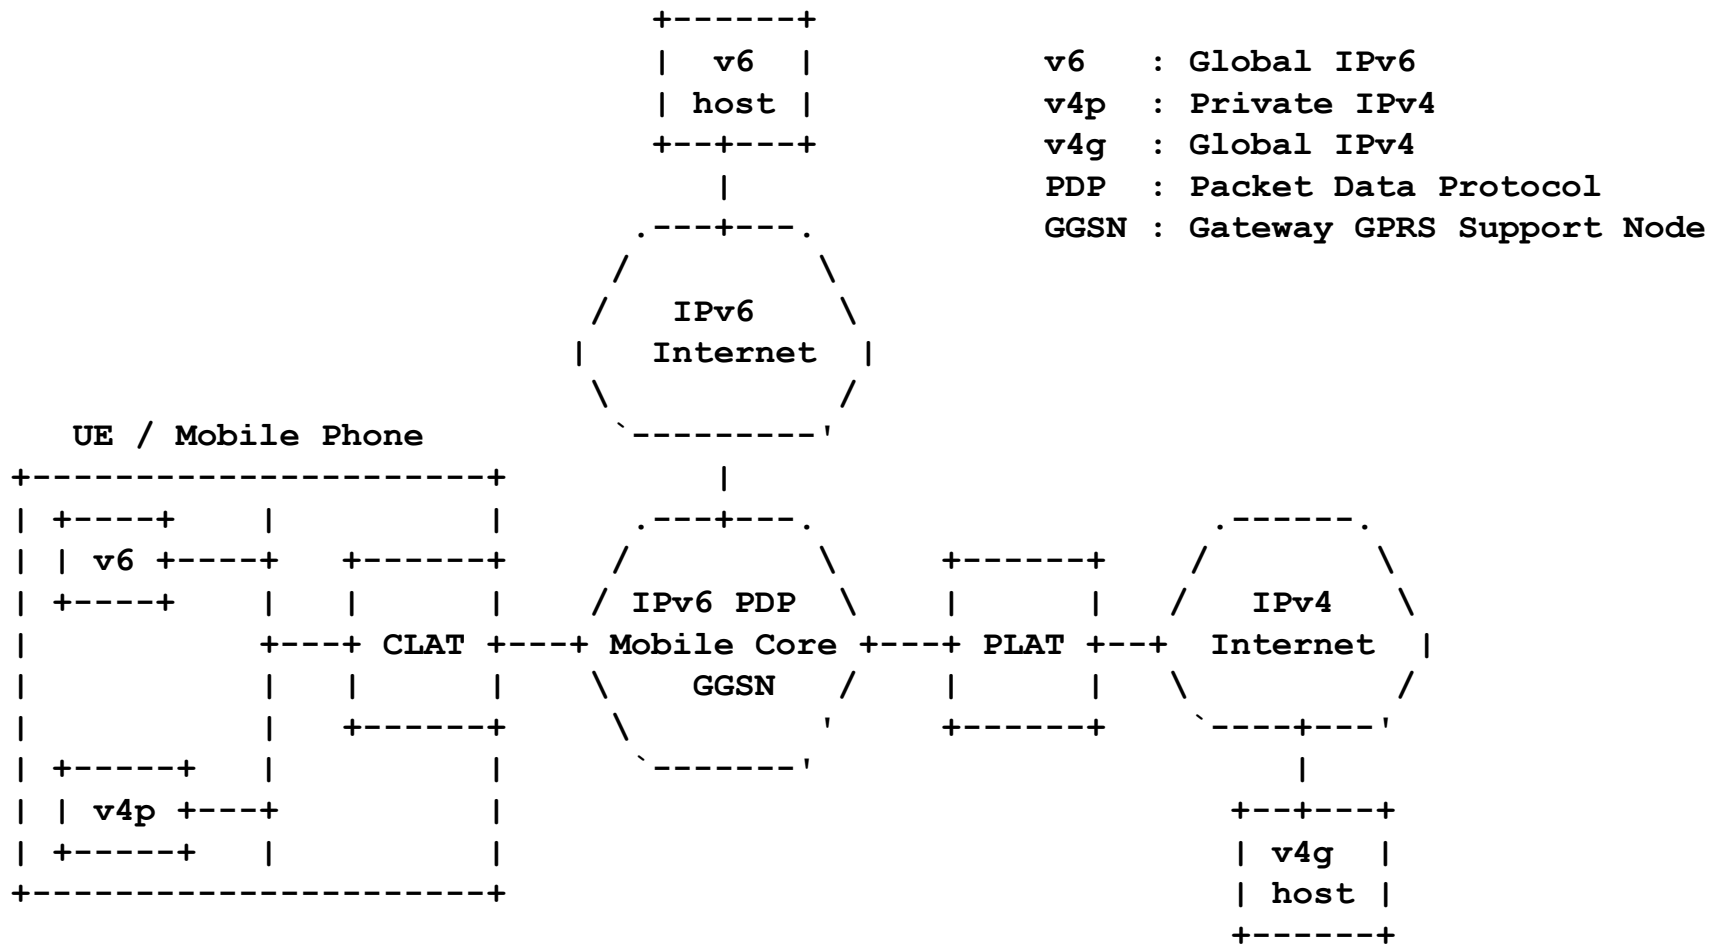 v6
host
v6 : Global IPv6
v4p : Private IPv4
v4g : Global IPv4
PDP : Packet Data Protocol
GGSN : Gateway GPRS Support Node
IPv6
Internet
UE / Mobile Phone
v6
v4p
CLAT
IPv6 PDP
Mobile Core
GGSN
PLAT
IPv4
Internet
v4g
host